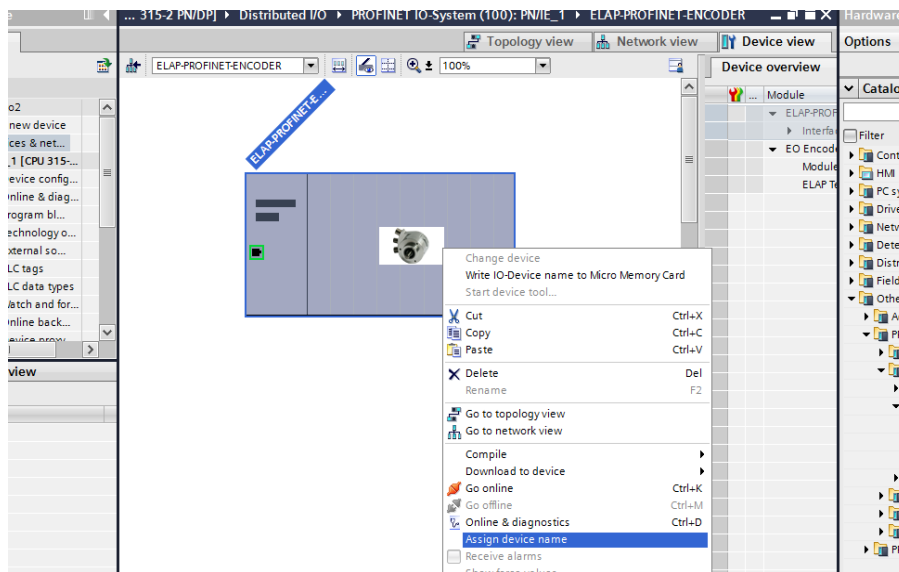 ... 315-2 PN/DP] ▸ Distributed I/O ▸ PROFINET IO-System (100): PN/IE_1 ▸ ELAP-PROFINET-ENCODER
Hardware
Topology view
Network view
Device view
Options
ELAP-PROFINET-ENCODER
100%
Device overview
... Module
Catalo
ELAP-PROF
Interfa
EO Encod
Module
ELAP Te
Filter
Cont
HMI
PC sy
Drive
Netw
Dete
Distr
Field
Othe
new device
ces & net...
_1 [CPU 315-...
evice config...
nline & diag...
rogram bl...
echnology o...
xternal so...
LC tags
LC data types
atch and for...
nline back...
view
ELAP-PROFINET-E...
Change device
Write IO-Device name to Micro Memory Card
Start device tool...
Cut Ctrl+X
Copy Ctrl+C
Paste Ctrl+V
Delete Del
Rename F2
Go to topology view
Go to network view
Compile
Download to device
Go online Ctrl+K
Go offline Ctrl+M
Online & diagnostics Ctrl+D
Assign device name
Receive alarms